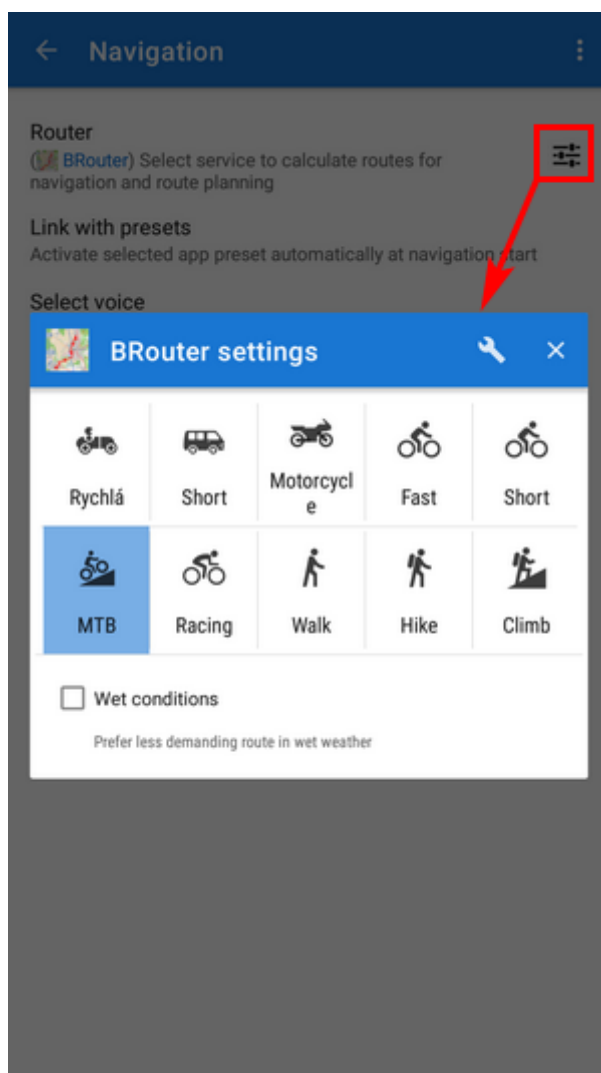 Navigation
Router
(BRouter) Select service to calculate routes for
navigation and route planning
Link with presets
Activate selected app preset automatically at navigation start
Select voice
BRouter settings
Rychlá Short Motorcycl
e Fast Short
MTB Racing Walk Hike Climb
Wet conditions
Prefer less demanding route in wet weather